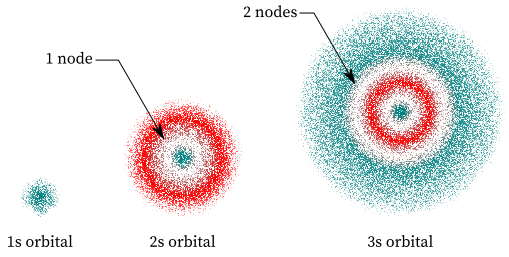 2 nodes
1 node
1s orbital
2s orbital
3s orbital